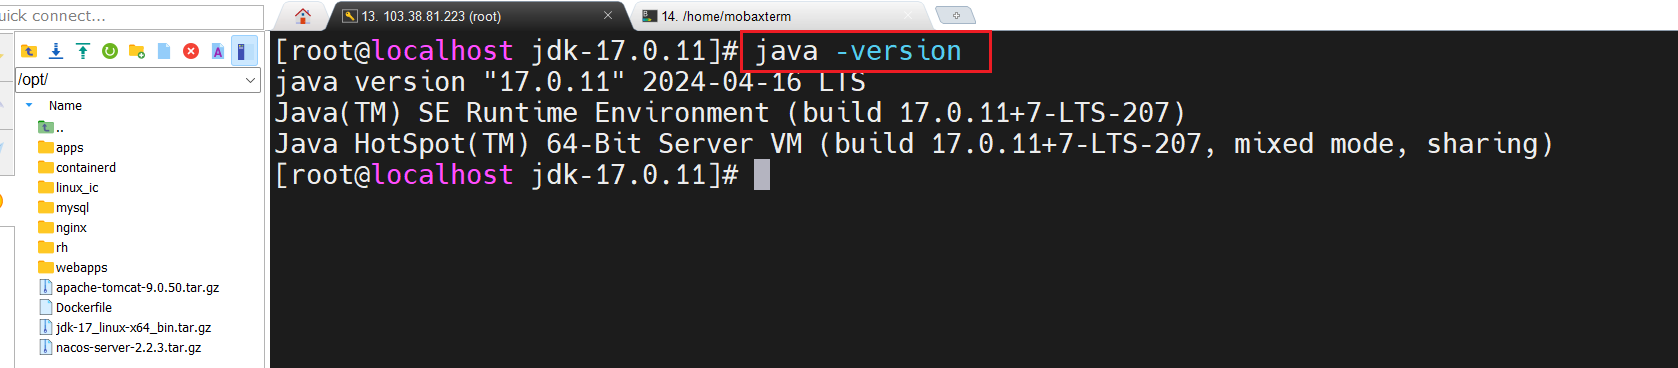 uick connect...
13. 103.38.81.223 (root)
14. /home/mobaxterm
/opt/
Name
..
apps
containerd
linux_ic
mysql
nginx
rh
webapps
apache-tomcat-9.0.50.tar.gz
Dockerfile
jdk-17_linux-x64_bin.tar.gz
nacos-server-2.2.3.tar.gz
[root@localhost jdk-17.0.11]# java -version
java version "17.0.11" 2024-04-16 LTS
Java(TM) SE Runtime Environment (build 17.0.11+7-LTS-207)
Java HotSpot(TM) 64-Bit Server VM (build 17.0.11+7-LTS-207, mixed mode, sharing)
[root@localhost jdk-17.0.11]#